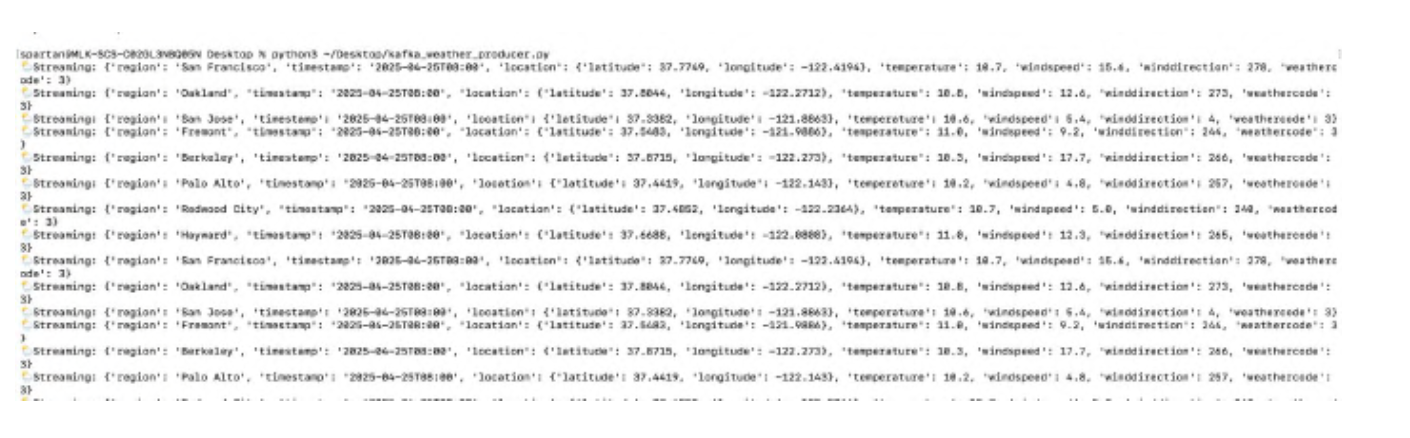 spartan@MLK-SCS-C02GL3N8Q05N Desktop % python3 ~/Desktop/kafka_weather_producer.py
Streaming: {'region': 'San Francisco', 'timestamp': '2025-04-25T08:00', 'location': {'latitude': 37.7749, 'longitude': -122.4194}, 'temperature': 10.7, 'windspeed': 15.6, 'winddirection': 270, 'weatherc
ode': 3}
Streaming: {'region': 'Oakland', 'timestamp': '2025-04-25T08:00', 'location': {'latitude': 37.8044, 'longitude': -122.2712}, 'temperature': 10.8, 'windspeed': 12.6, 'winddirection': 273, 'weathercode':
3}
Streaming: {'region': 'San Jose', 'timestamp': '2025-04-25T08:00', 'location': {'latitude': 37.3382, 'longitude': -121.8863}, 'temperature': 10.6, 'windspeed': 5.4, 'winddirection': 4, 'weathercode': 3}
Streaming: {'region': 'Fremont', 'timestamp': '2025-04-25T08:00', 'location': {'latitude': 37.5483, 'longitude': -121.9886}, 'temperature': 11.0, 'windspeed': 9.2, 'winddirection': 246, 'weathercode': 3
}
Streaming: {'region': 'Berkeley', 'timestamp': '2025-04-25T08:00', 'location': {'latitude': 37.8715, 'longitude': -122.273}, 'temperature': 10.3, 'windspeed': 17.7, 'winddirection': 266, 'weathercode':
3}
Streaming: {'region': 'Palo Alto', 'timestamp': '2025-04-25T08:00', 'location': {'latitude': 37.4419, 'longitude': -122.143}, 'temperature': 10.2, 'windspeed': 4.8, 'winddirection': 257, 'weathercode':
3}
Streaming: {'region': 'Redwood City', 'timestamp': '2025-04-25T08:00', 'location': {'latitude': 37.4852, 'longitude': -122.2364}, 'temperature': 10.7, 'windspeed': 5.0, 'winddirection': 240, 'weathercod
e': 3}
Streaming: {'region': 'Hayward', 'timestamp': '2025-04-25T08:00', 'location': {'latitude': 37.6688, 'longitude': -122.0808}, 'temperature': 11.0, 'windspeed': 12.3, 'winddirection': 265, 'weathercode':
3}
Streaming: {'region': 'San Francisco', 'timestamp': '2025-04-25T08:00', 'location': {'latitude': 37.7749, 'longitude': -122.4194}, 'temperature': 10.7, 'windspeed': 15.6, 'winddirection': 270, 'weatherc
ode': 3}
Streaming: {'region': 'Oakland', 'timestamp': '2025-04-25T08:00', 'location': {'latitude': 37.8044, 'longitude': -122.2712}, 'temperature': 10.8, 'windspeed': 12.6, 'winddirection': 273, 'weathercode':
3}
Streaming: {'region': 'San Jose', 'timestamp': '2025-04-25T08:00', 'location': {'latitude': 37.3382, 'longitude': -121.8863}, 'temperature': 10.6, 'windspeed': 5.4, 'winddirection': 4, 'weathercode': 3}
Streaming: {'region': 'Fremont', 'timestamp': '2025-04-25T08:00', 'location': {'latitude': 37.5483, 'longitude': -121.9886}, 'temperature': 11.0, 'windspeed': 9.2, 'winddirection': 246, 'weathercode': 3
}
Streaming: {'region': 'Berkeley', 'timestamp': '2025-04-25T08:00', 'location': {'latitude': 37.8715, 'longitude': -122.273}, 'temperature': 10.3, 'windspeed': 17.7, 'winddirection': 266, 'weathercode':
3}
Streaming: {'region': 'Palo Alto', 'timestamp': '2025-04-25T08:00', 'location': {'latitude': 37.4419, 'longitude': -122.143}, 'temperature': 10.2, 'windspeed': 4.8, 'winddirection': 257, 'weathercode':
3}